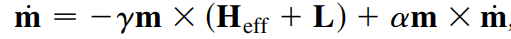 ṁ = −γm × (H_eff + L) + αm × ṁ,